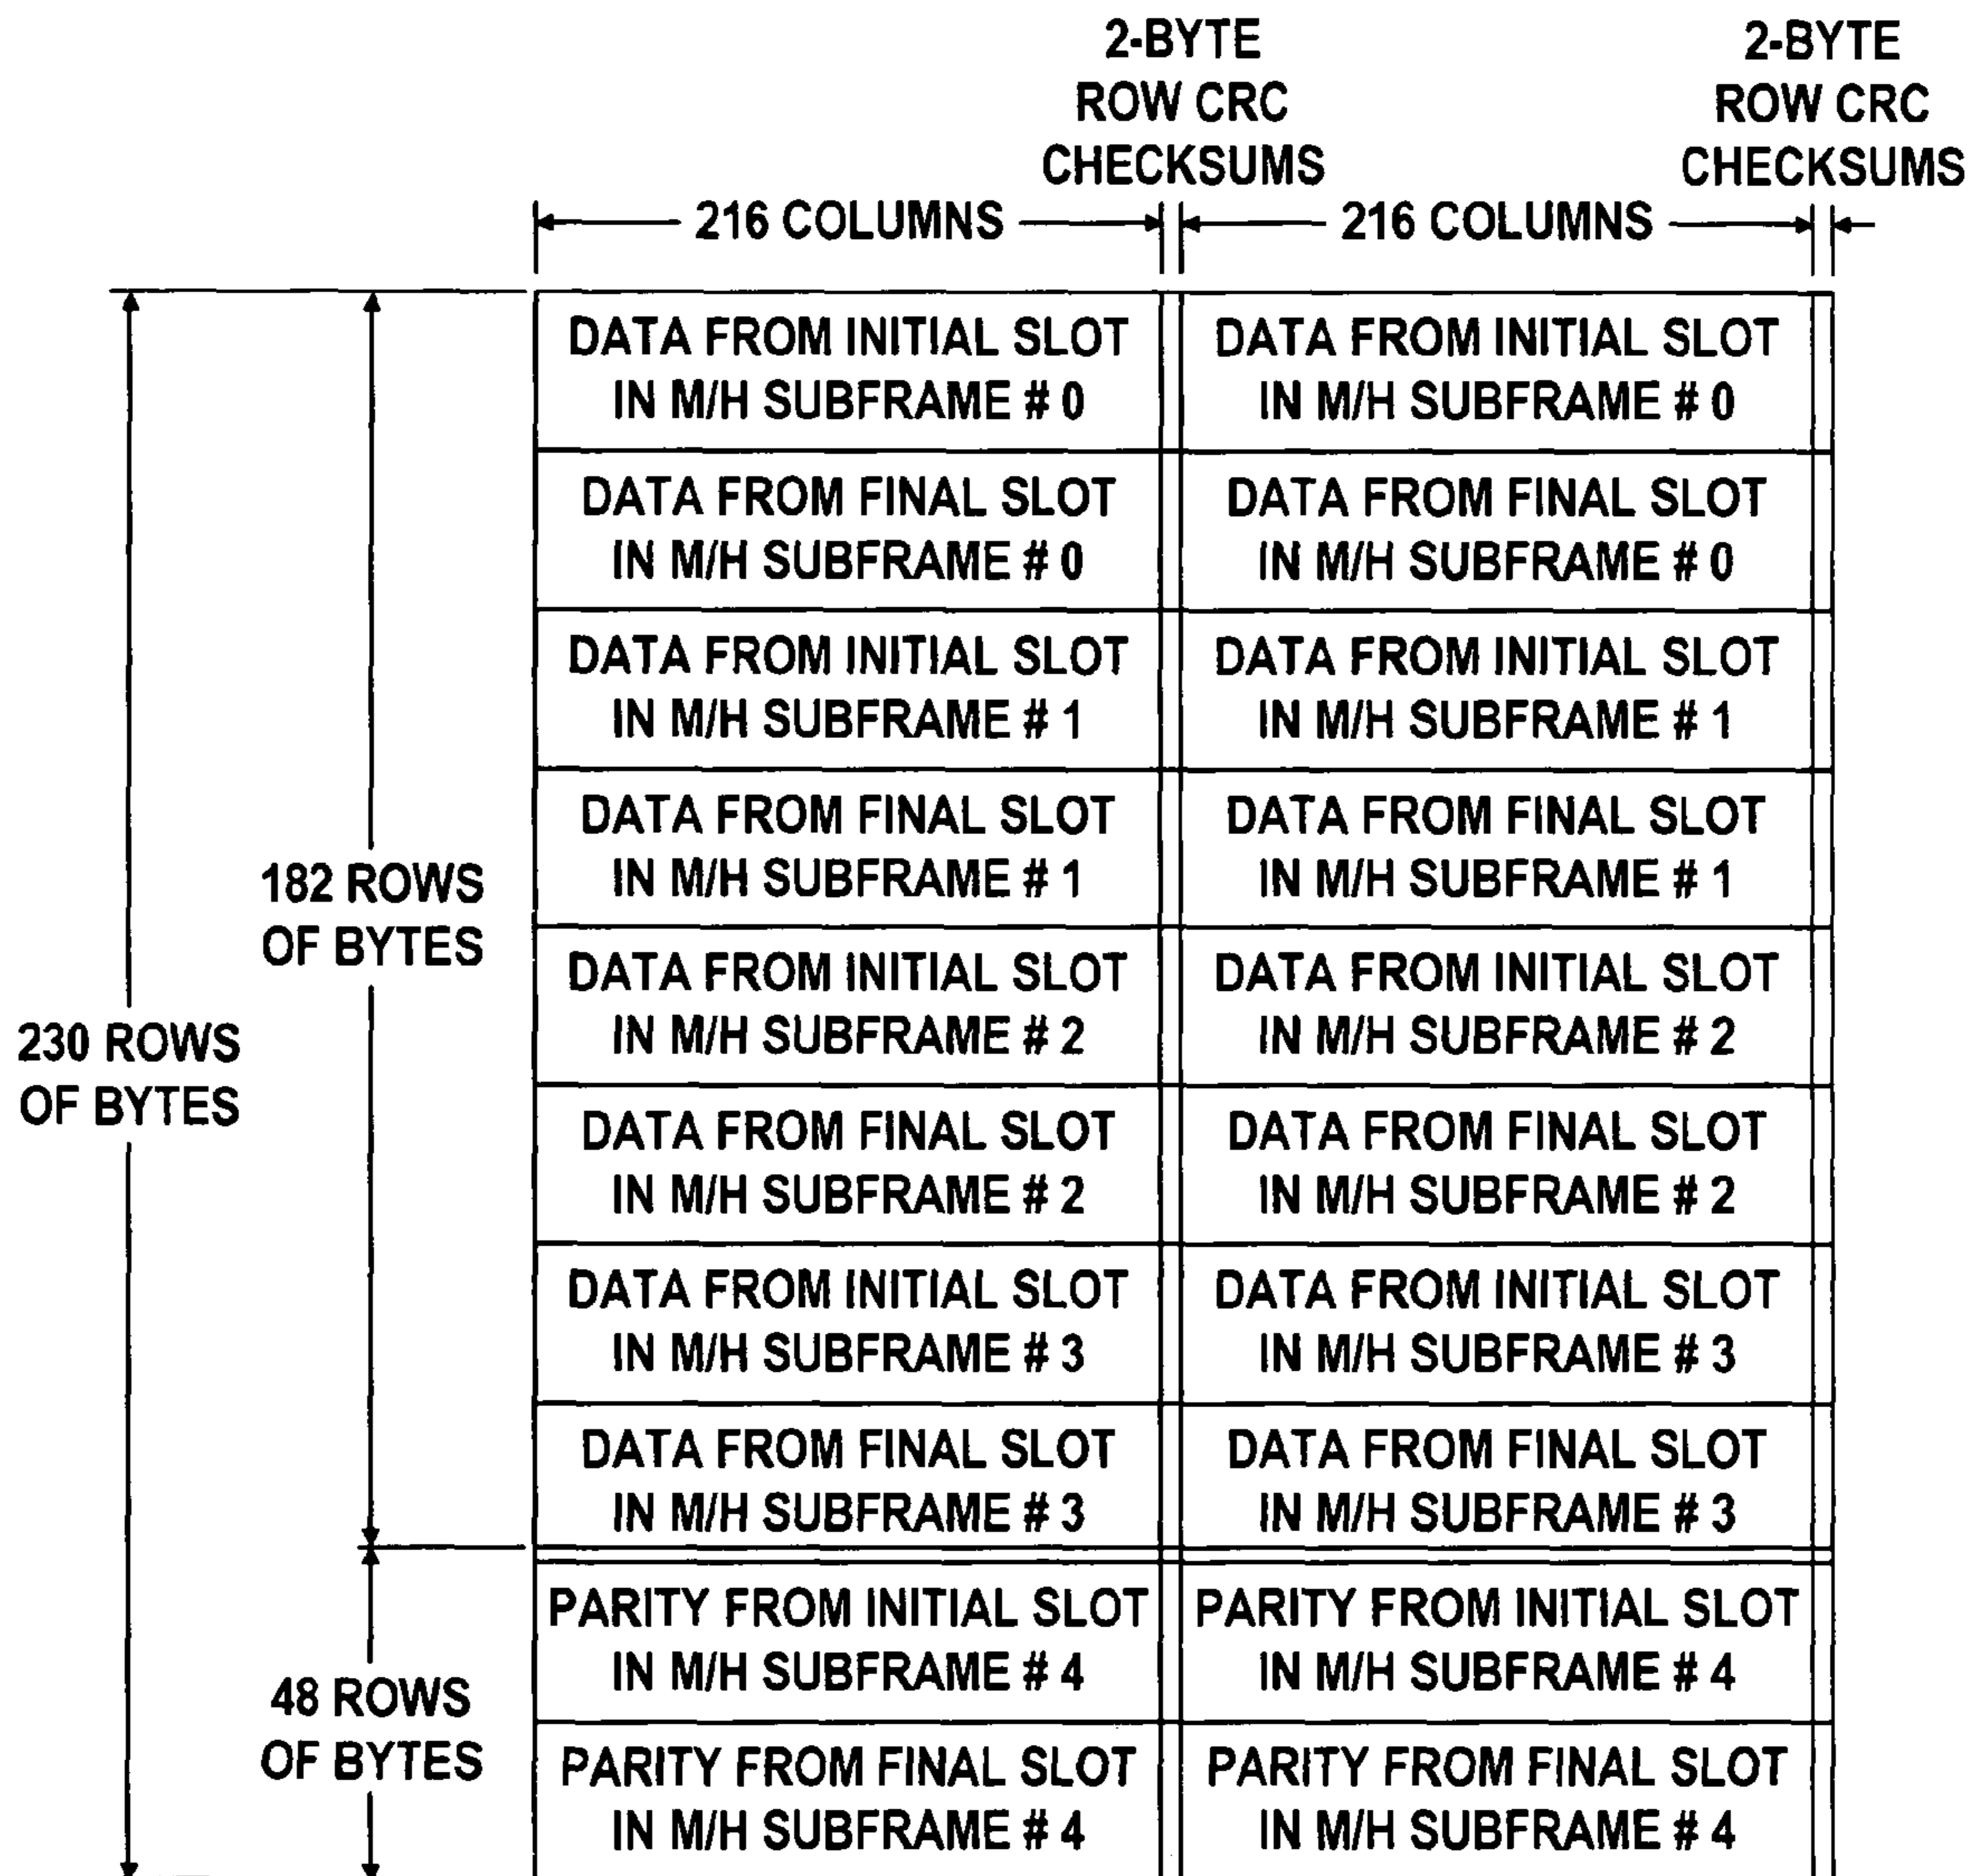 2-BYTE
ROW CRC
CHECKSUMS
2-BYTE
ROW CRC
CHECKSUMS
216 COLUMNS
216 COLUMNS
DATA FROM INITIAL SLOT
IN M/H SUBFRAME # 0
DATA FROM INITIAL SLOT
IN M/H SUBFRAME # 0
DATA FROM FINAL SLOT
IN M/H SUBFRAME # 0
DATA FROM FINAL SLOT
IN M/H SUBFRAME # 0
DATA FROM INITIAL SLOT
IN M/H SUBFRAME # 1
DATA FROM INITIAL SLOT
IN M/H SUBFRAME # 1
DATA FROM FINAL SLOT
IN M/H SUBFRAME # 1
DATA FROM FINAL SLOT
IN M/H SUBFRAME # 1
182 ROWS
OF BYTES
DATA FROM INITIAL SLOT
IN M/H SUBFRAME # 2
DATA FROM INITIAL SLOT
IN M/H SUBFRAME # 2
230 ROWS
OF BYTES
DATA FROM FINAL SLOT
IN M/H SUBFRAME # 2
DATA FROM FINAL SLOT
IN M/H SUBFRAME # 2
DATA FROM INITIAL SLOT
IN M/H SUBFRAME # 3
DATA FROM INITIAL SLOT
IN M/H SUBFRAME # 3
DATA FROM FINAL SLOT
IN M/H SUBFRAME # 3
DATA FROM FINAL SLOT
IN M/H SUBFRAME # 3
PARITY FROM INITIAL SLOT
IN M/H SUBFRAME # 4
PARITY FROM INITIAL SLOT
IN M/H SUBFRAME # 4
48 ROWS
OF BYTES
PARITY FROM FINAL SLOT
IN M/H SUBFRAME # 4
PARITY FROM FINAL SLOT
IN M/H SUBFRAME # 4